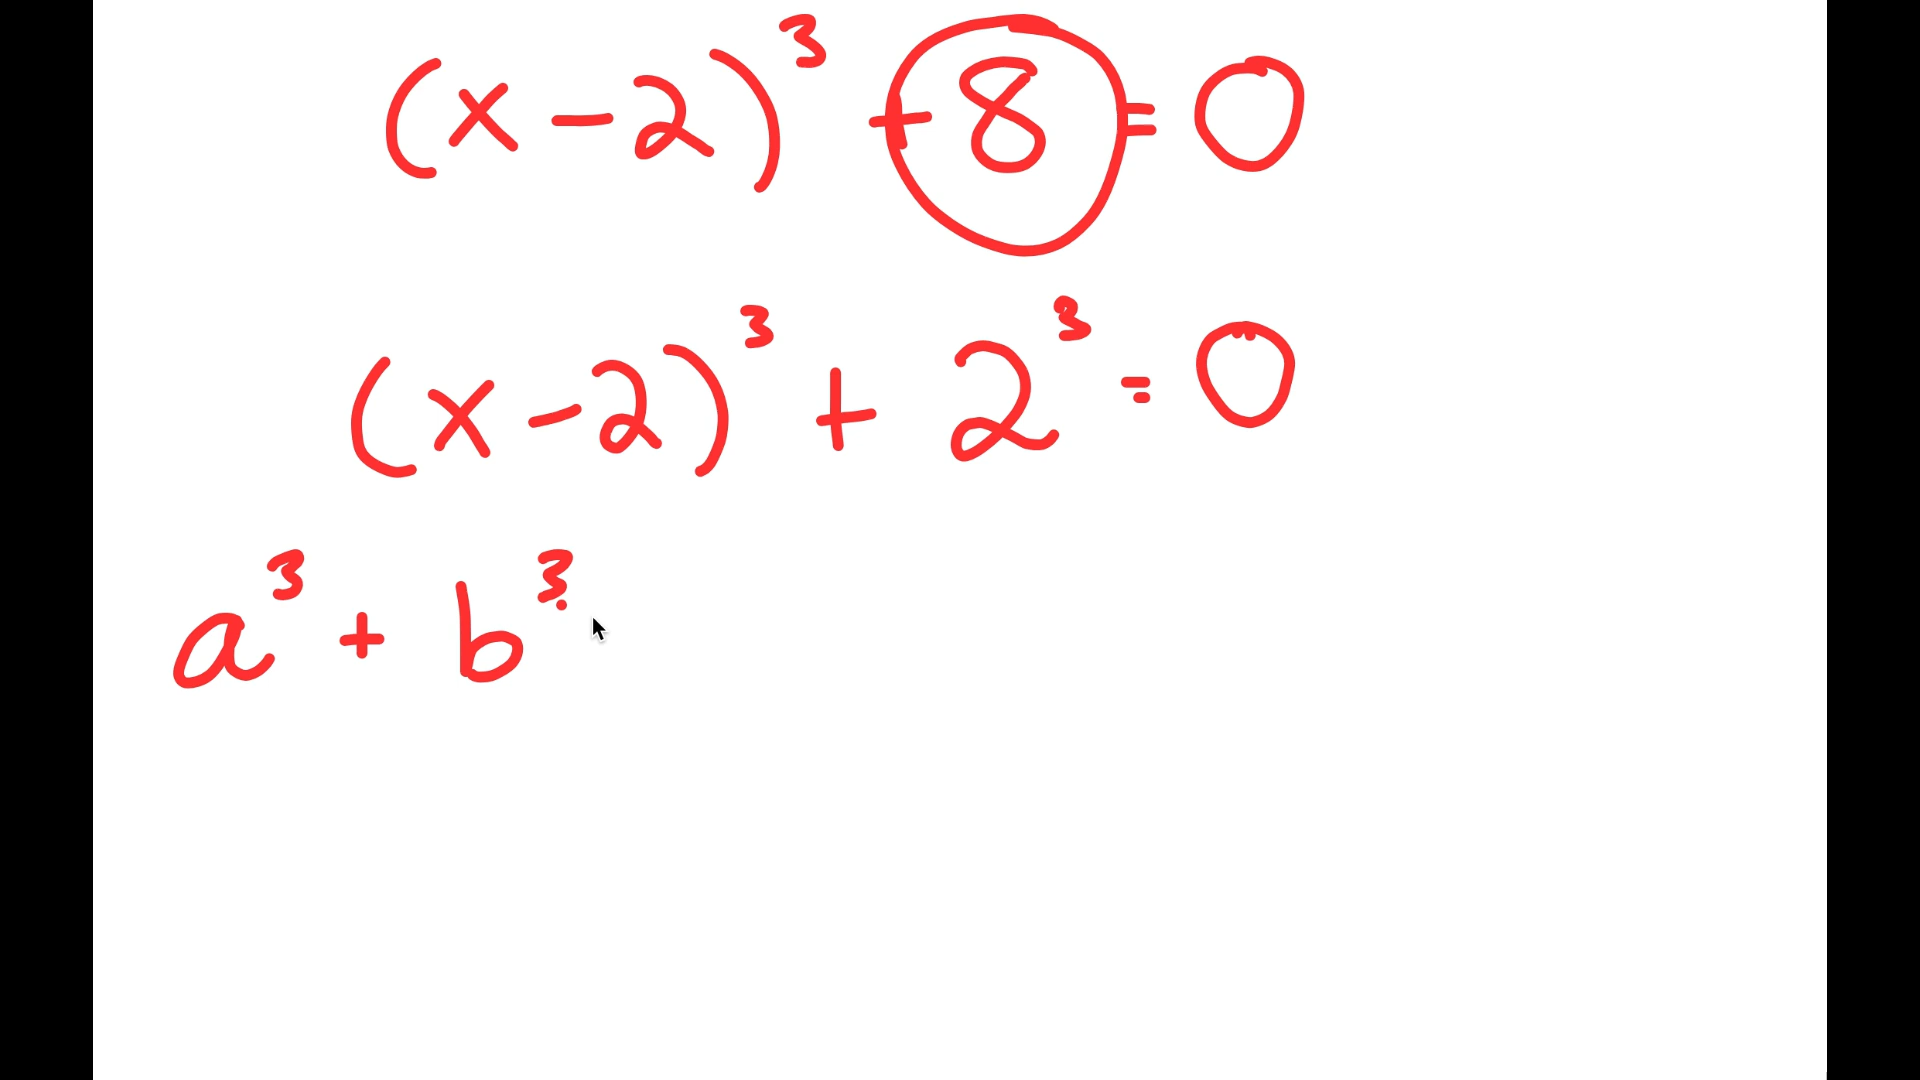 (x-2)³ + 8 = 0
(x-2)³ + 2³ = 0
a³ + b³